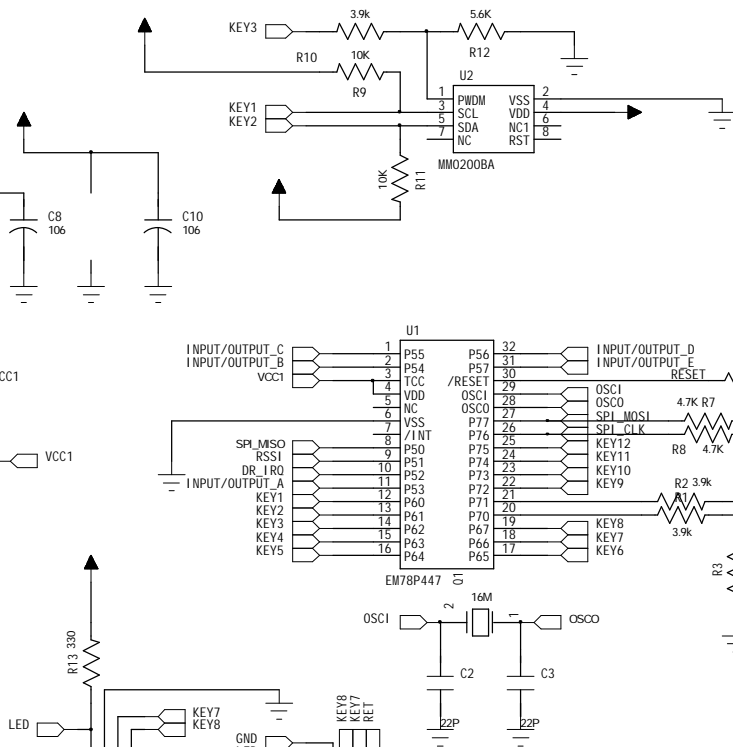 3.9k
5.6K
KEY3
R10
R12
10K
R9
U2
KEY1
KEY2
1 PWDM VSS 2
3 SCL VDD 4
5 SDA NC1 6
7 NC RST 8
MM0200BA
10K
R11
C8
106
C10
106
U1
INPUT/OUTPUT_C 1 P55 P56 32 INPUT/OUTPUT_D
INPUT/OUTPUT_B 2 P54 P57 31 INPUT/OUTPUT_E
VCC1 3 TCC /RESET 30 RESET
4 VDD OSCI 29 OSCI
5 NC OSCO 28 OSCO
6 VSS P77 27 SPI_MOSI
7 /INT P76 26 SPI_CLK
SPI_MISO 8 P50 P75 25 KEY12
RSSI 9 P51 P74 24 KEY11
DR_IRQ 10 P52 P73 23 KEY10
INPUT/OUTPUT_A 11 P53 P72 22 KEY9
KEY1 12 P60 P71 21
KEY2 13 P61 P70 20
KEY3 14 P62 P67 19 KEY8
KEY4 15 P63 P66 18 KEY7
KEY5 16 P64 P65 17 KEY6
EM78P447
4.7K R7
R8 4.7K
R2 3.9k
R1
3.9k
R3
CC1
VCC1
Q1
16M
2
1
OSCI
OSCO
C2
C3
22P
22P
R13 330
LED
KEY7
KEY8
GND
KEY8
KEY7
RET